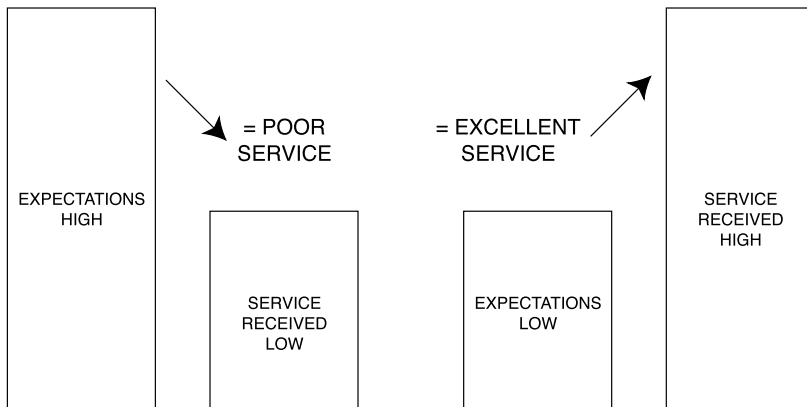 EXPECTATIONS
HIGH
= POOR
SERVICE
SERVICE
RECEIVED
LOW
= EXCELLENT
SERVICE
EXPECTATIONS
LOW
SERVICE
RECEIVED
HIGH